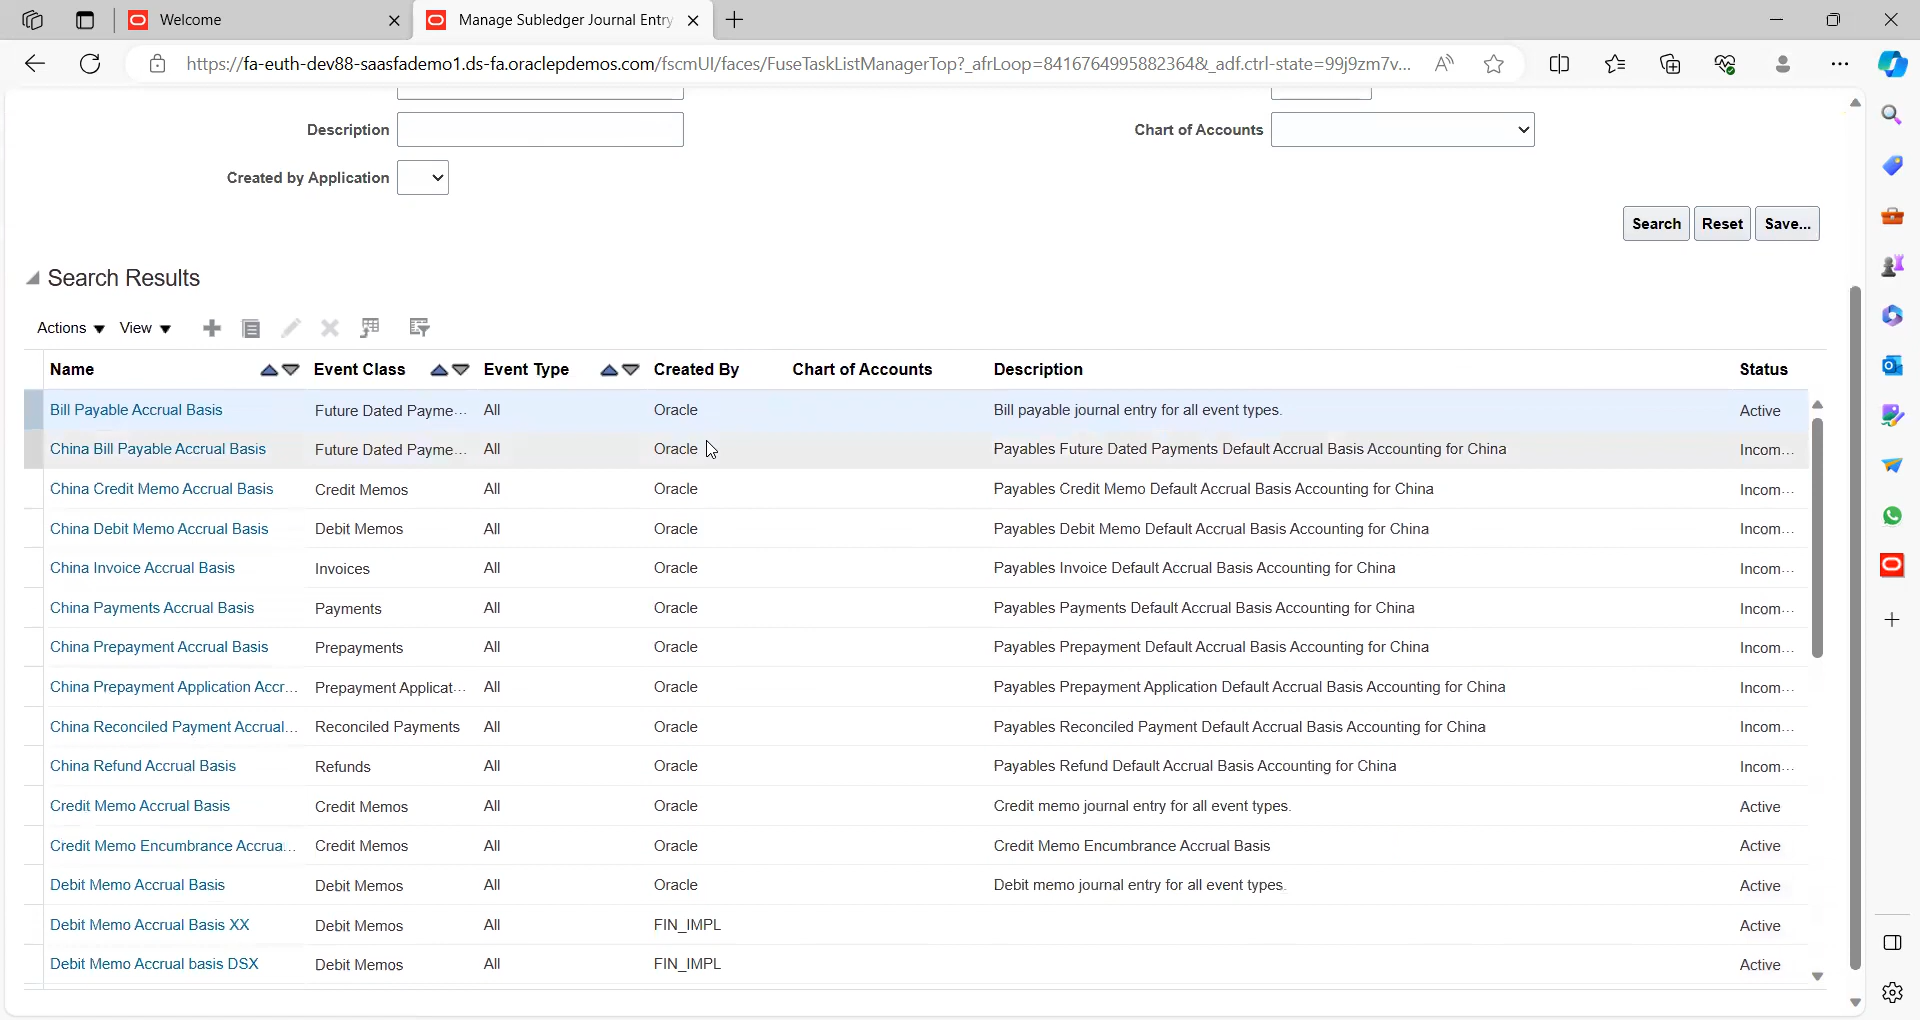 Welcome
Manage Subledger Journal Entry
https://fa-euth-dev88-saasfademo1.ds-fa.oraclepdemos.com/fscmUI/faces/FuseTaskListManagerTop?_afrLoop=84167649958823648&_adf.ctrl-state=99j9zm7v...
Description
Chart of Accounts
Created by Application
Search Reset Save...
Search Results
Actions View
Name Event Class Event Type Created By Chart of Accounts Description Status
Bill Payable Accrual Basis Future Dated Payme... All Oracle Bill payable journal entry for all event types. Active
China Bill Payable Accrual Basis Future Dated Payme... All Oracle Payables Future Dated Payments Default Accrual Basis Accounting for China Incom...
China Credit Memo Accrual Basis Credit Memos All Oracle Payables Credit Memo Default Accrual Basis Accounting for China Incom...
China Debit Memo Accrual Basis Debit Memos All Oracle Payables Debit Memo Default Accrual Basis Accounting for China Incom...
China Invoice Accrual Basis Invoices All Oracle Payables Invoice Default Accrual Basis Accounting for China Incom...
China Payments Accrual Basis Payments All Oracle Payables Payments Default Accrual Basis Accounting for China Incom...
China Prepayment Accrual Basis Prepayments All Oracle Payables Prepayment Default Accrual Basis Accounting for China Incom...
China Prepayment Application Accr... Prepayment Applicat... All Oracle Payables Prepayment Application Default Accrual Basis Accounting for China Incom...
China Reconciled Payment Accrual... Reconciled Payments All Oracle Payables Reconciled Payment Default Accrual Basis Accounting for China Incom...
China Refund Accrual Basis Refunds All Oracle Payables Refund Default Accrual Basis Accounting for China Incom...
Credit Memo Accrual Basis Credit Memos All Oracle Credit memo journal entry for all event types. Active
Credit Memo Encumbrance Accrua... Credit Memos All Oracle Credit Memo Encumbrance Accrual Basis Active
Debit Memo Accrual Basis Debit Memos All Oracle Debit memo journal entry for all event types. Active
Debit Memo Accrual Basis XX Debit Memos All FIN_IMPL Active
Debit Memo Accrual basis DSX Debit Memos All FIN_IMPL Active